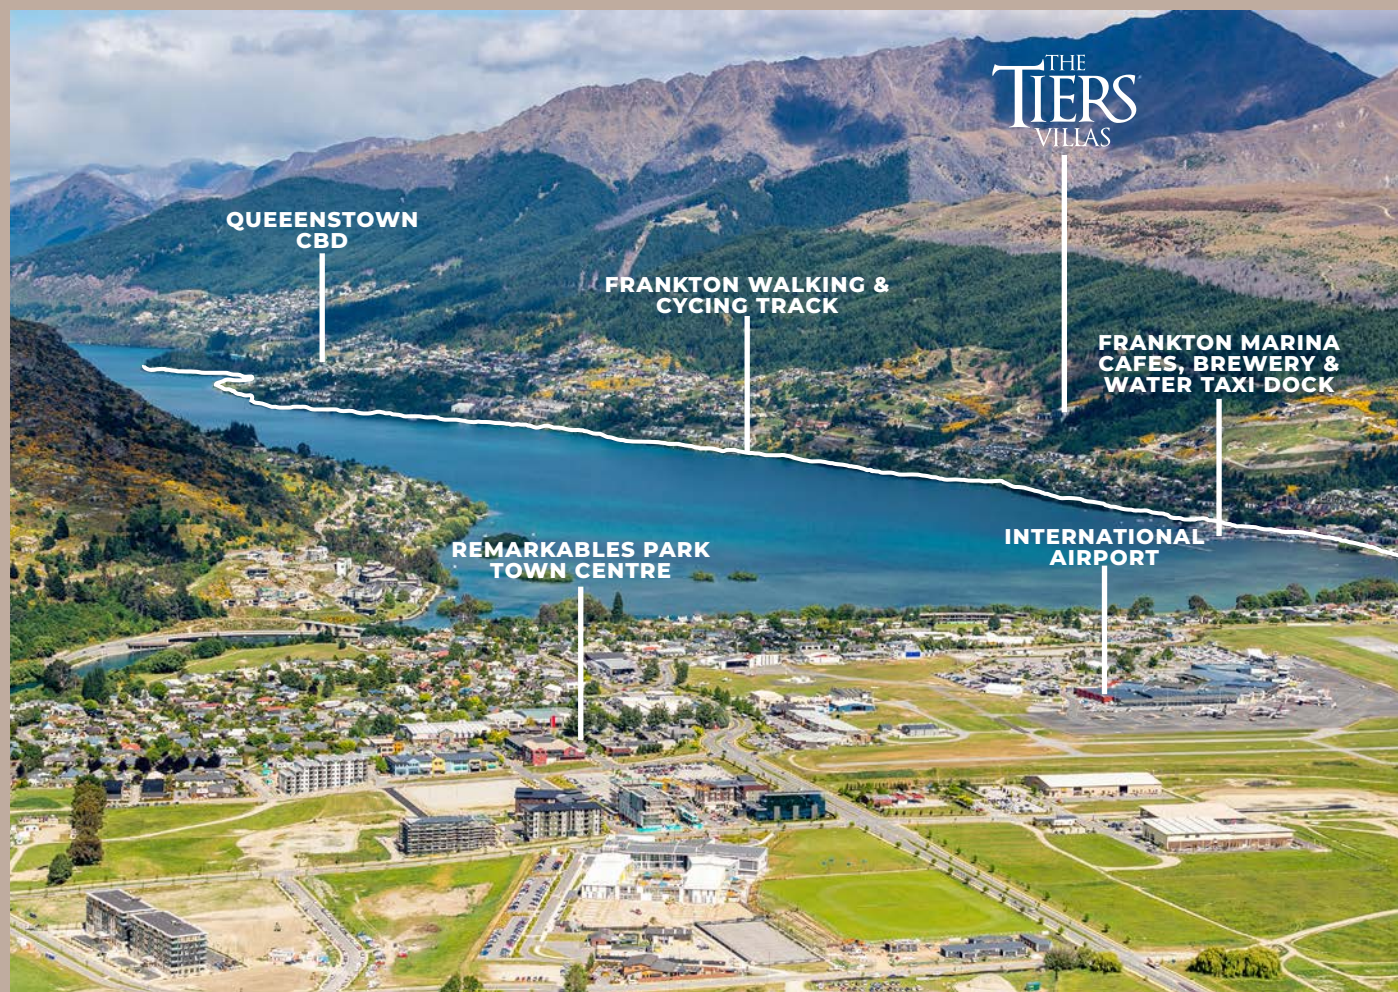 THE
TIERS
VILLAS
QUEEENSTOWN
CBD
FRANKTON WALKING &
CYCING TRACK
FRANKTON MARINA
CAFES, BREWERY &
WATER TAXI DOCK
REMARKABLES PARK
TOWN CENTRE
INTERNATIONAL
AIRPORT